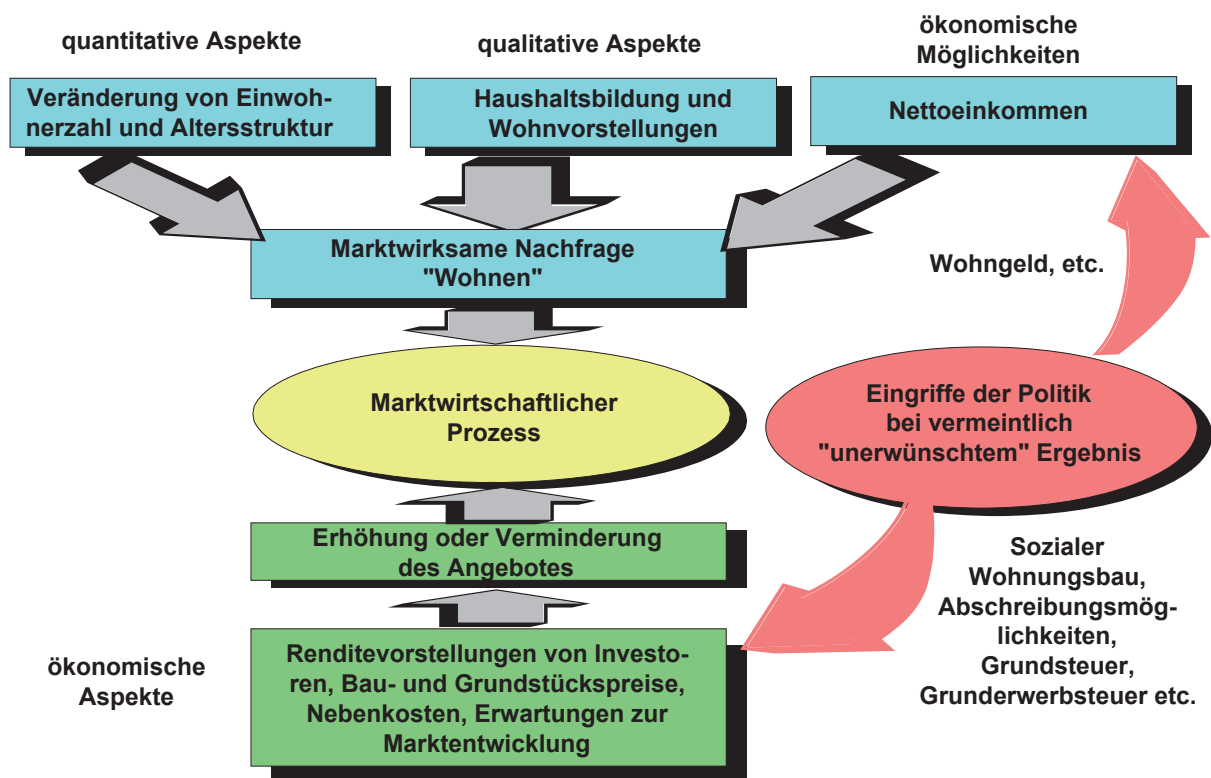 quantitative Aspekte
qualitative Aspekte
ökonomische
Möglichkeiten
Veränderung von Einwoh-
nerzahl und Altersstruktur
Haushaltsbildung und
Wohnvorstellungen
Nettoeinkommen
Marktwirksame Nachfrage
"Wohnen"
Wohngeld, etc.
Marktwirtschaftlicher
Prozess
Eingriffe der Politik
bei vermeintlich
"unerwünschtem" Ergebnis
Erhöhung oder Verminderung
des Angebotes
Sozialer
Wohnungsbau,
Abschreibungsmög-
lichkeiten,
Grundsteuer,
Grunderwerbsteuer etc.
ökonomische
Aspekte
Renditevorstellungen von Investo-
ren, Bau- und Grundstückspreise,
Nebenkosten, Erwartungen zur
Marktentwicklung